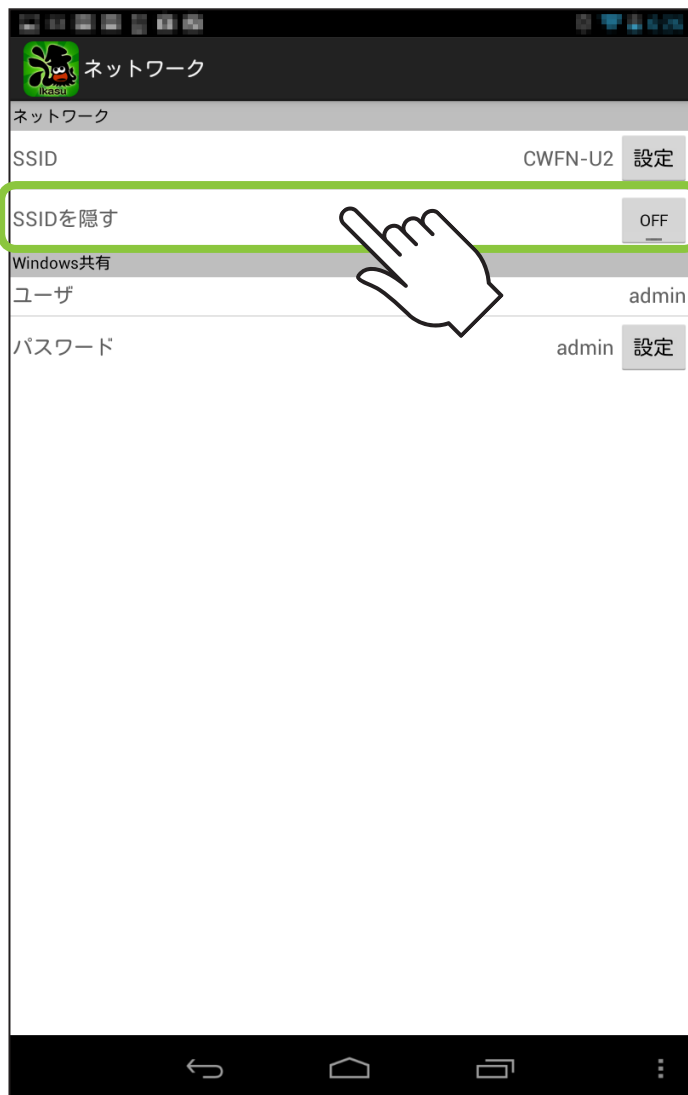 ikasu
ネットワーク
ネットワーク
SSID CWFN-U2 設定
SSIDを隠す OFF
Windows共有
ユーザ admin
パスワード admin 設定